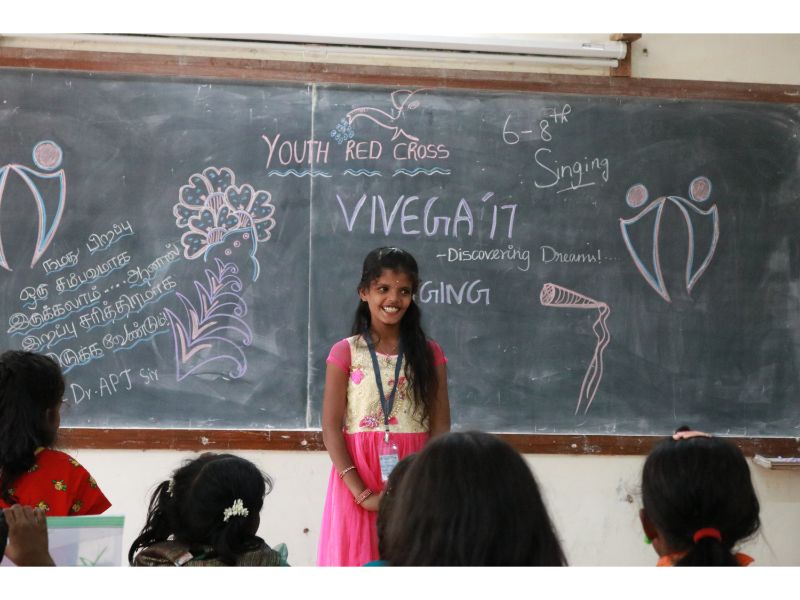 நமது பிறப்பு
ஒரு சம்பவமாக
இருக்கலாம்.... ஆனால்
இறப்பு சரித்திரமாக
இருக்க வேண்டும்!
Dr. APJ Sir
YOUTH RED CROSS
VIVEGA'17
-Discovering Dreams!....
GING
6-8th
Singing